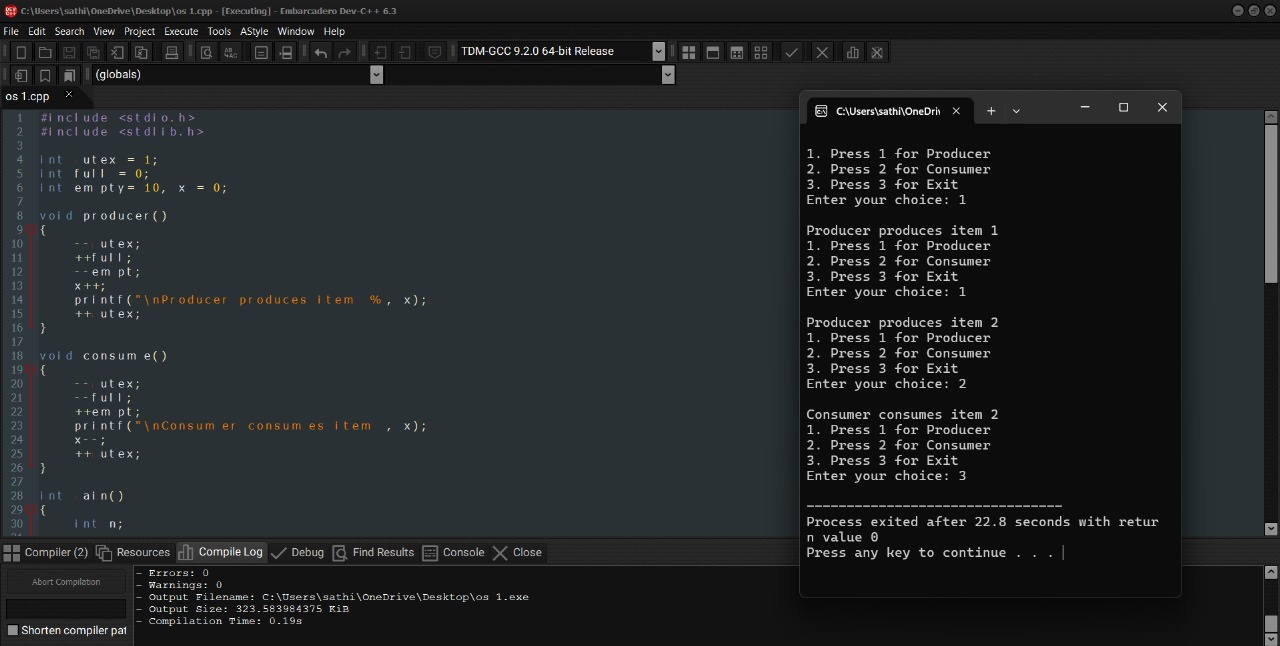 C:\Users\sathi\OneDrive\Desktop\os 1.cpp - [Executing] - Embarcadero Dev-C++ 6.3
File Edit Search View Project Execute Tools AStyle Window Help
TDM-GCC 9.2.0 64-bit Release
(globals)
os 1.cpp
1 #include <stdio.h>
2 #include <stdlib.h>
3
4 int utex = 1;
5 int full = 0;
6 int em pty= 10, x = 0;
7
8 void producer()
9 {
10 -- utex;
11 ++full;
12 --em pt;
13 x++;
14 printf("\nProducer produces item %, x);
15 ++ utex;
16 }
17
18 void consum e()
19 {
20 -- utex;
21 --full;
22 ++em pt;
23 printf("\nConsum er consum es item , x);
24 x--;
25 ++ utex;
26 }
27
28 int ain()
29 {
30 int n;
Compiler (2) Resources Compile Log Debug Find Results Console Close
Abort Compilation
Shorten compiler pat
- Errors: 0
- Warnings: 0
- Output Filename: C:\Users\sathi\OneDrive\Desktop\os 1.exe
- Output Size: 323.583984375 KiB
- Compilation Time: 0.19s
C:\Users\sathi\OneDriv
1. Press 1 for Producer
2. Press 2 for Consumer
3. Press 3 for Exit
Enter your choice: 1
Producer produces item 1
1. Press 1 for Producer
2. Press 2 for Consumer
3. Press 3 for Exit
Enter your choice: 1
Producer produces item 2
1. Press 1 for Producer
2. Press 2 for Consumer
3. Press 3 for Exit
Enter your choice: 2
Consumer consumes item 2
1. Press 1 for Producer
2. Press 2 for Consumer
3. Press 3 for Exit
Enter your choice: 3
--------------------------------
Process exited after 22.8 seconds with retur
n value 0
Press any key to continue . . .